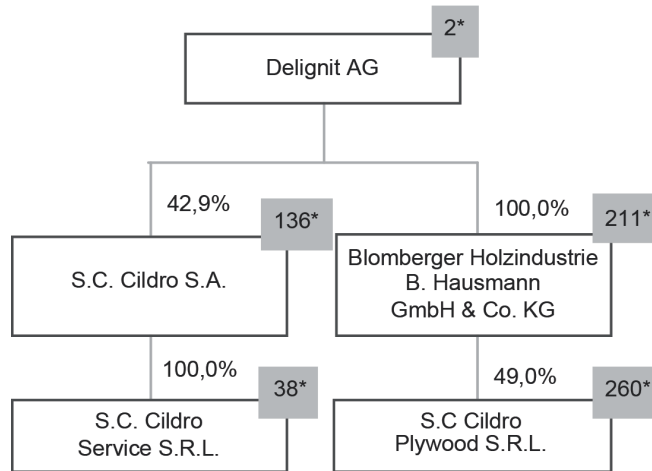 2*
Delignit AG
42,9%
136*
100,0%
211*
S.C. Cildro S.A.
Blomberger Holzindustrie
B. Hausmann
GmbH & Co. KG
100,0%
38*
49,0%
260*
S.C. Cildro
Service S.R.L.
S.C Cildro
Plywood S.R.L.